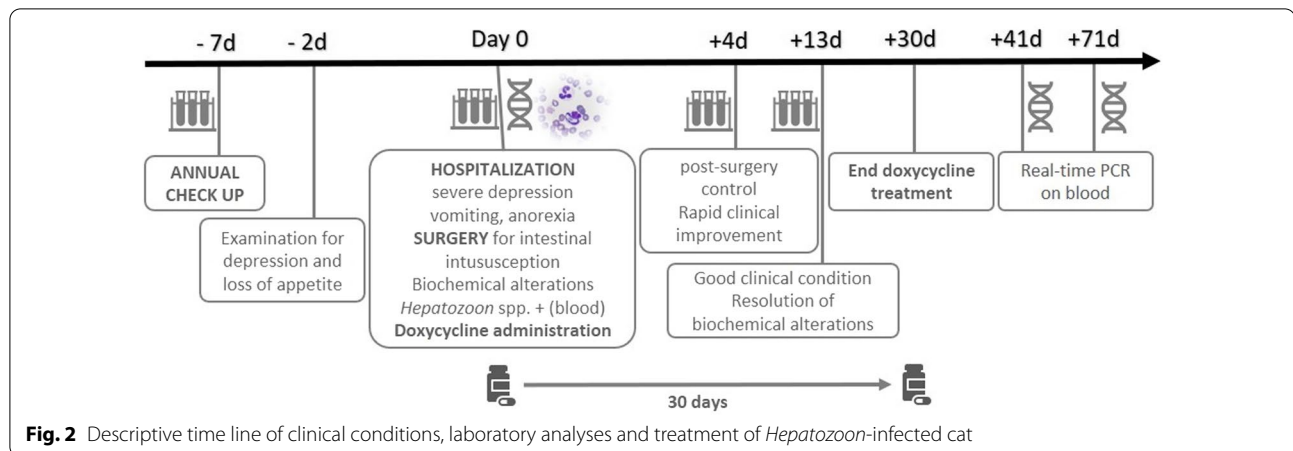 - 7d
- 2d
Day 0
+4d
+13d
+30d
+41d
+71d
ANNUAL
CHECK UP
Examination for
depression and
loss of appetite
HOSPITALIZATION
severe depression
vomiting, anorexia
SURGERY for intestinal
intususception
Biochemical alterations
Hepatozoon spp. + (blood)
Doxycycline administration
post-surgery
control
Rapid clinical
improvement
Good clinical condition
Resolution of
biochemical alterations
End doxycycline
treatment
Real-time PCR
on blood
30 days
Fig. 2 Descriptive time line of clinical conditions, laboratory analyses and treatment of Hepatozoon-infected cat